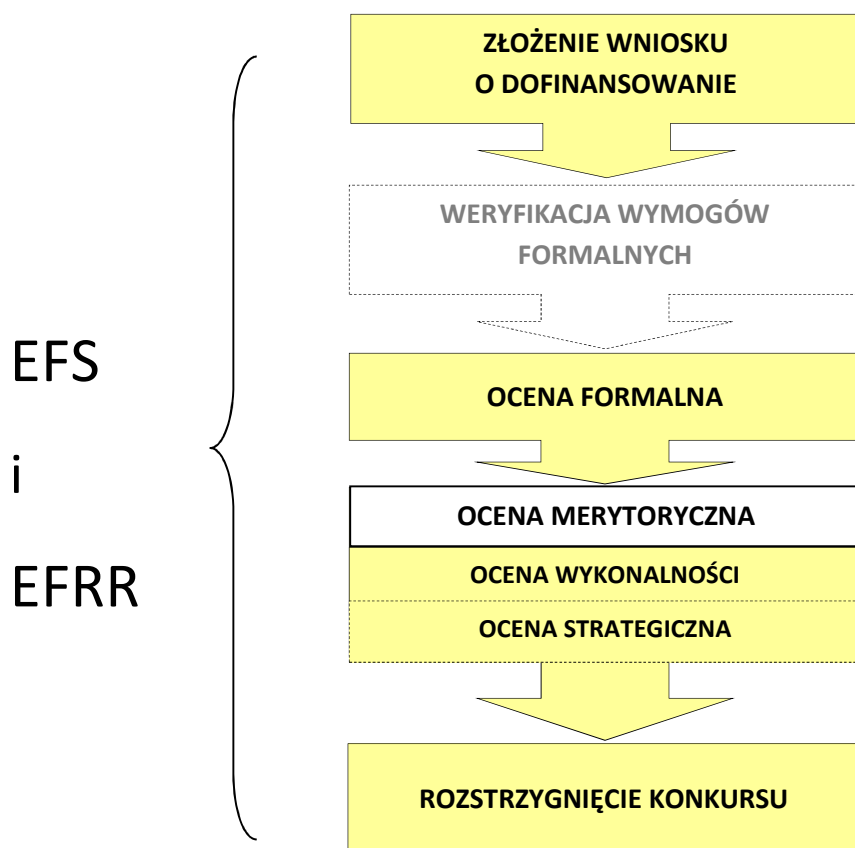 ZŁOŻENIE WNIOSKU
O DOFINANSOWANIE
WERYFIKACJA WYMOGÓW
FORMALNYCH
EFS
i
EFRR
OCENA FORMALNA
OCENA MERYTORYCZNA
OCENA WYKONALNOŚCI
OCENA STRATEGICZNA
ROZSTRZYGNIĘCIE KONKURSU